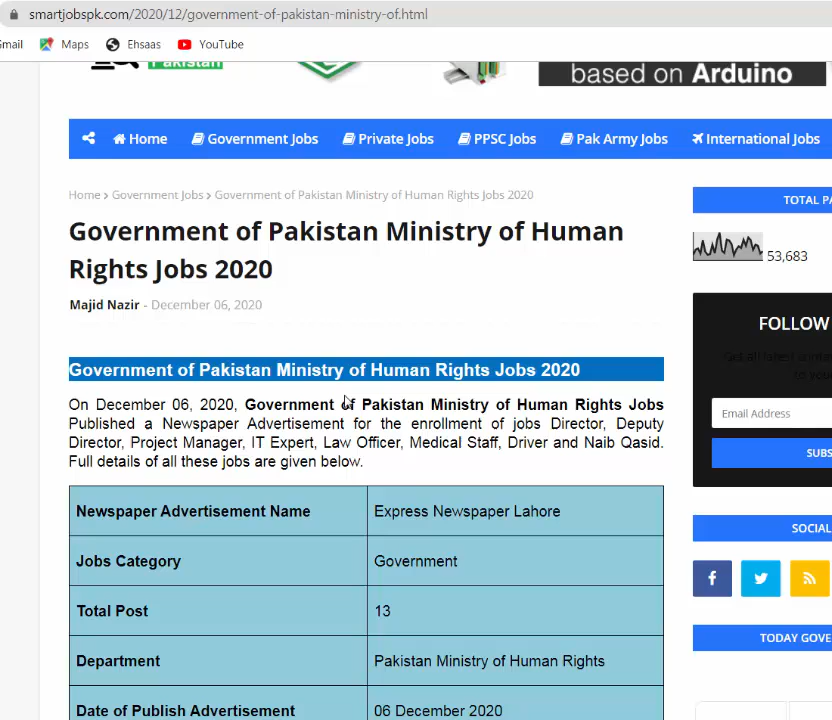 smartjobspk.com/2020/12/government-of-pakistan-ministry-of.html
Gmail Maps Ehsaas YouTube
Pakistan
based on Arduino
Home Government Jobs Private Jobs PPSC Jobs Pak Army Jobs International Jobs
Home > Government Jobs > Government of Pakistan Ministry of Human Rights Jobs 2020
Government of Pakistan Ministry of Human
Rights Jobs 2020
Majid Nazir - December 06, 2020
Government of Pakistan Ministry of Human Rights Jobs 2020
On December 06, 2020, Government of Pakistan Ministry of Human Rights Jobs
Published a Newspaper Advertisement for the enrollment of jobs Director, Deputy
Director, Project Manager, IT Expert, Law Officer, Medical Staff, Driver and Naib Qasid.
Full details of all these jobs are given below.
Newspaper Advertisement Name Express Newspaper Lahore
Jobs Category Government
Total Post 13
Department Pakistan Ministry of Human Rights
Date of Publish Advertisement 06 December 2020
TOTAL PA
53,683
FOLLOW
Get all latest conte
to you
Email Address
SUBS
SOCIAL
TODAY GOVE